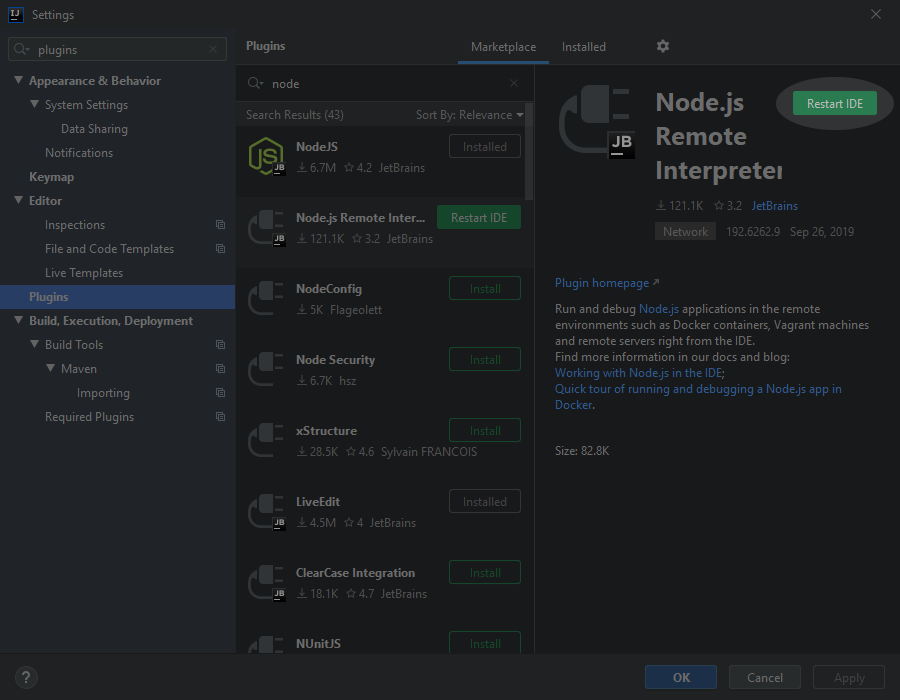 IJ
Settings
plugins
Appearance & Behavior
System Settings
Data Sharing
Notifications
Keymap
Editor
Inspections
File and Code Templates
Live Templates
Plugins
Build, Execution, Deployment
Build Tools
Maven
Importing
Required Plugins
Plugins
Marketplace
Installed
node
Search Results (43) Sort By: Relevance
JS
JB
NodeJS
Installed
6.7M 4.2 JetBrains
JB
Node.js Remote Inter...
Restart IDE
121.1K 3.2 JetBrains
NodeConfig
Install
5K Flageolett
Node Security
Install
6.7K hsz
xStructure
Install
28.5K 4.6 Sylvain FRANCOIS
JB
LiveEdit
Installed
4.5M 4 JetBrains
JB
ClearCase Integration
Install
18.1K 4.7 JetBrains
NUnitJS
Install
JB
Node.js
Remote
Interpreter
Restart IDE
121.1K 3.2 JetBrains
Network 192.6262.9 Sep 26, 2019
Plugin homepage
Run and debug Node.js applications in the remote
environments such as Docker containers, Vagrant machines
and remote servers right from the IDE.
Find more information in our docs and blog:
Working with Node.js in the IDE;
Quick tour of running and debugging a Node.js app in
Docker.
Size: 82.8K
?
OK
Cancel
Apply